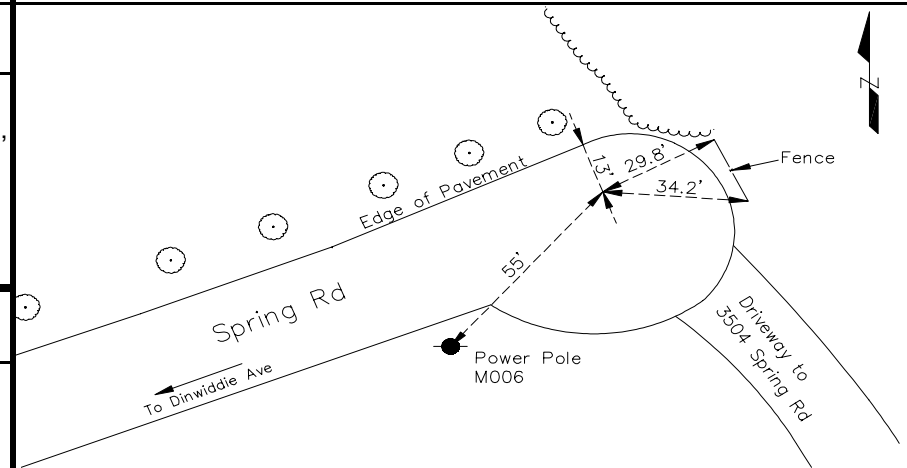 N
,
13'
29.8'
Fence
34.2'
Edge of Pavement
55'
Spring Rd
Driveway to
3504 Spring Rd
Power Pole
M006
To Dinwiddie Ave